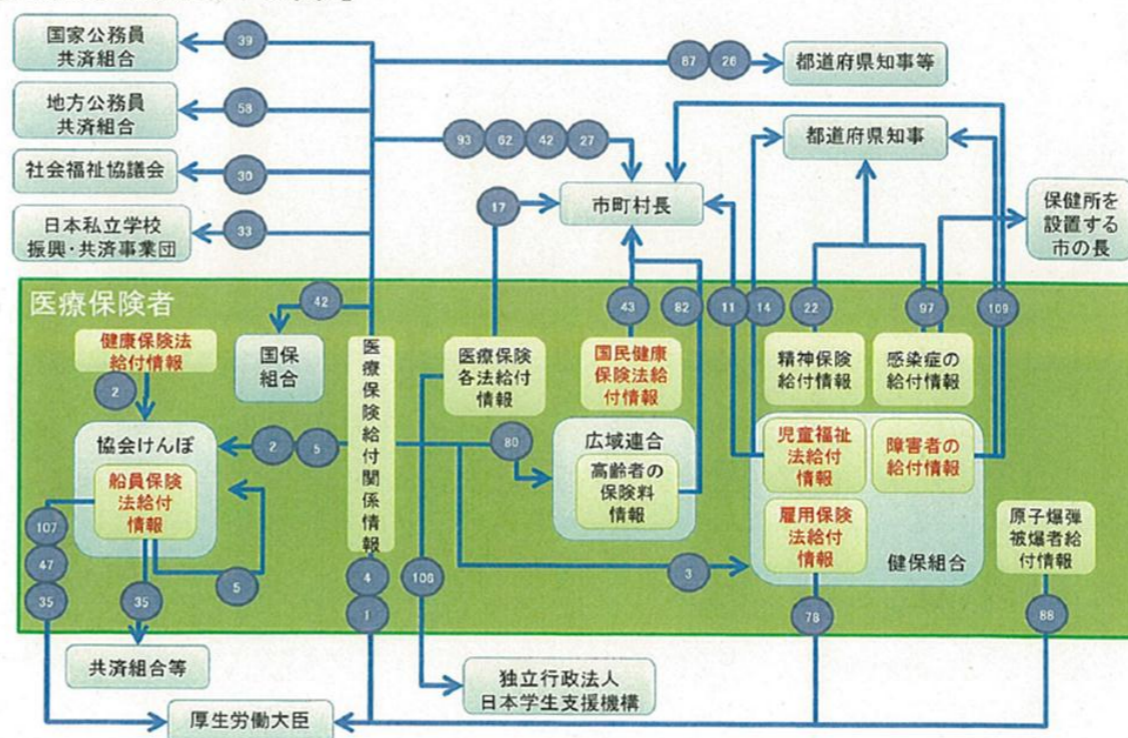 国家公務員
共済組合
39
87
26
都道府県知事等
地方公務員
共済組合
58
都道府県知事
93
62
42
27
社会福祉協議会
30
17
市町村長
保健所を
設置する
市の長
日本私立学校
振興・共済事業団
33
医療保険者
42
43
82
11
14
22
97
109
健康保険法
給付情報
2
国保
組合
医療保険給付関係情報
医療保険
各法給付
情報
国民健康
保険法給
付情報
精神保険
給付情報
感染症の
給付情報
協会けんぽ
2
5
80
広域連合
高齢者の
保険料
情報
児童福祉
法給付
情報
障害者の
給付情報
船員保険
法給付
情報
107
47
35
35
5
4
1
106
3
雇用保険
法給付
情報
健保組合
原子爆弾
被爆者給
付情報
78
88
共済組合等
独立行政法人
日本学生支援機構
厚生労働大臣